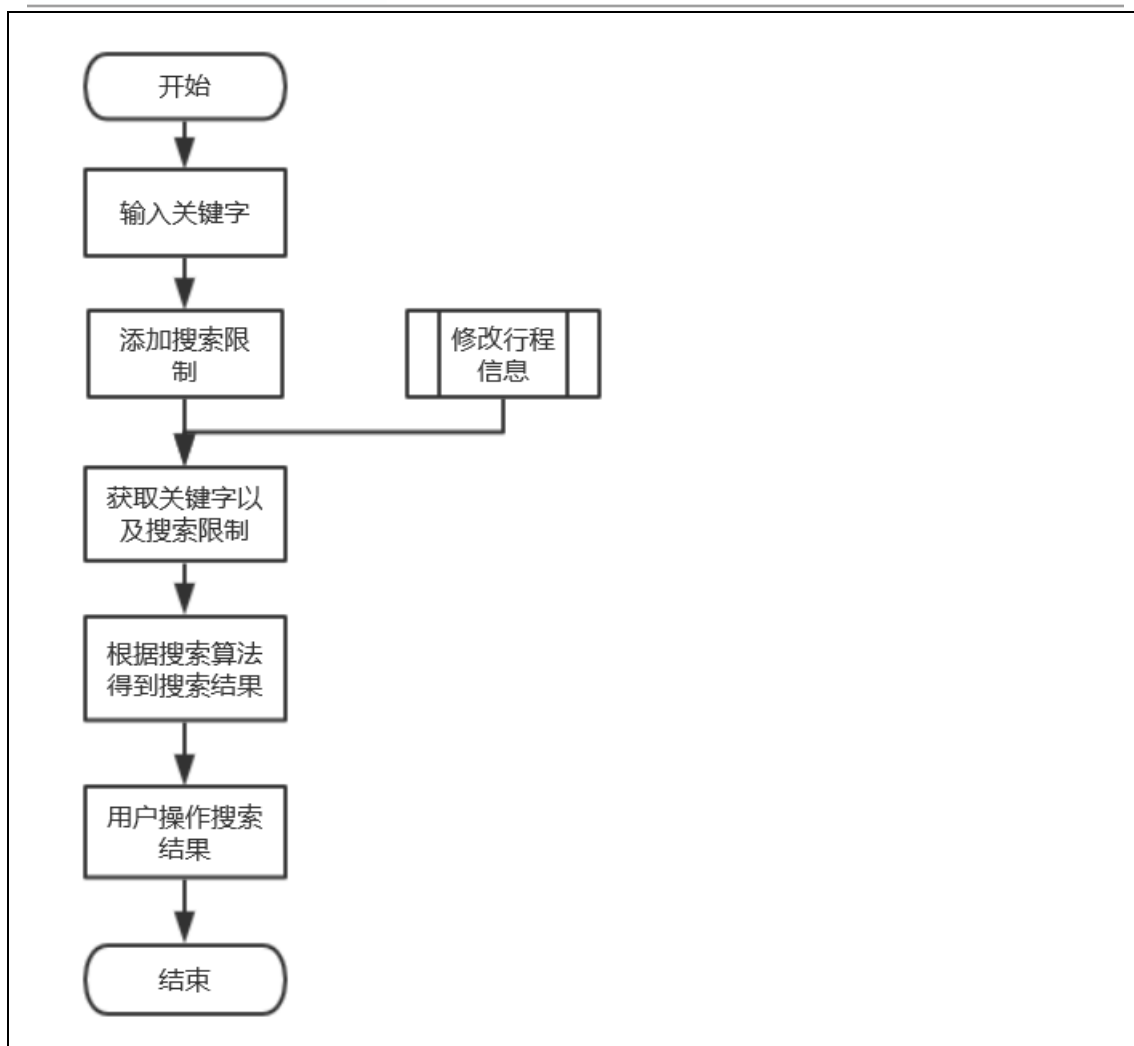 开始
输入关键字
添加搜索限
制
修改行程
信息
获取关键字以
及搜索限制
根据搜索算法
得到搜索结果
用户操作搜索
结果
结束